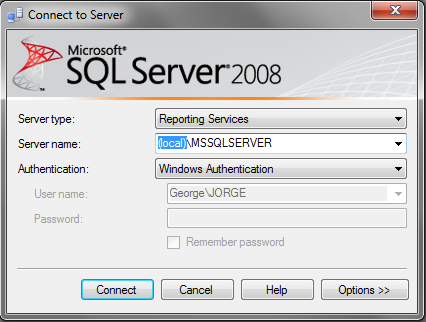 Connect to Server
Microsoft®
SQL Server® 2008
Server type: Reporting Services
Server name: (local)\MSSQLSERVER
Authentication: Windows Authentication
User name: George\JORGE
Password:
Remember password
Connect Cancel Help Options >>